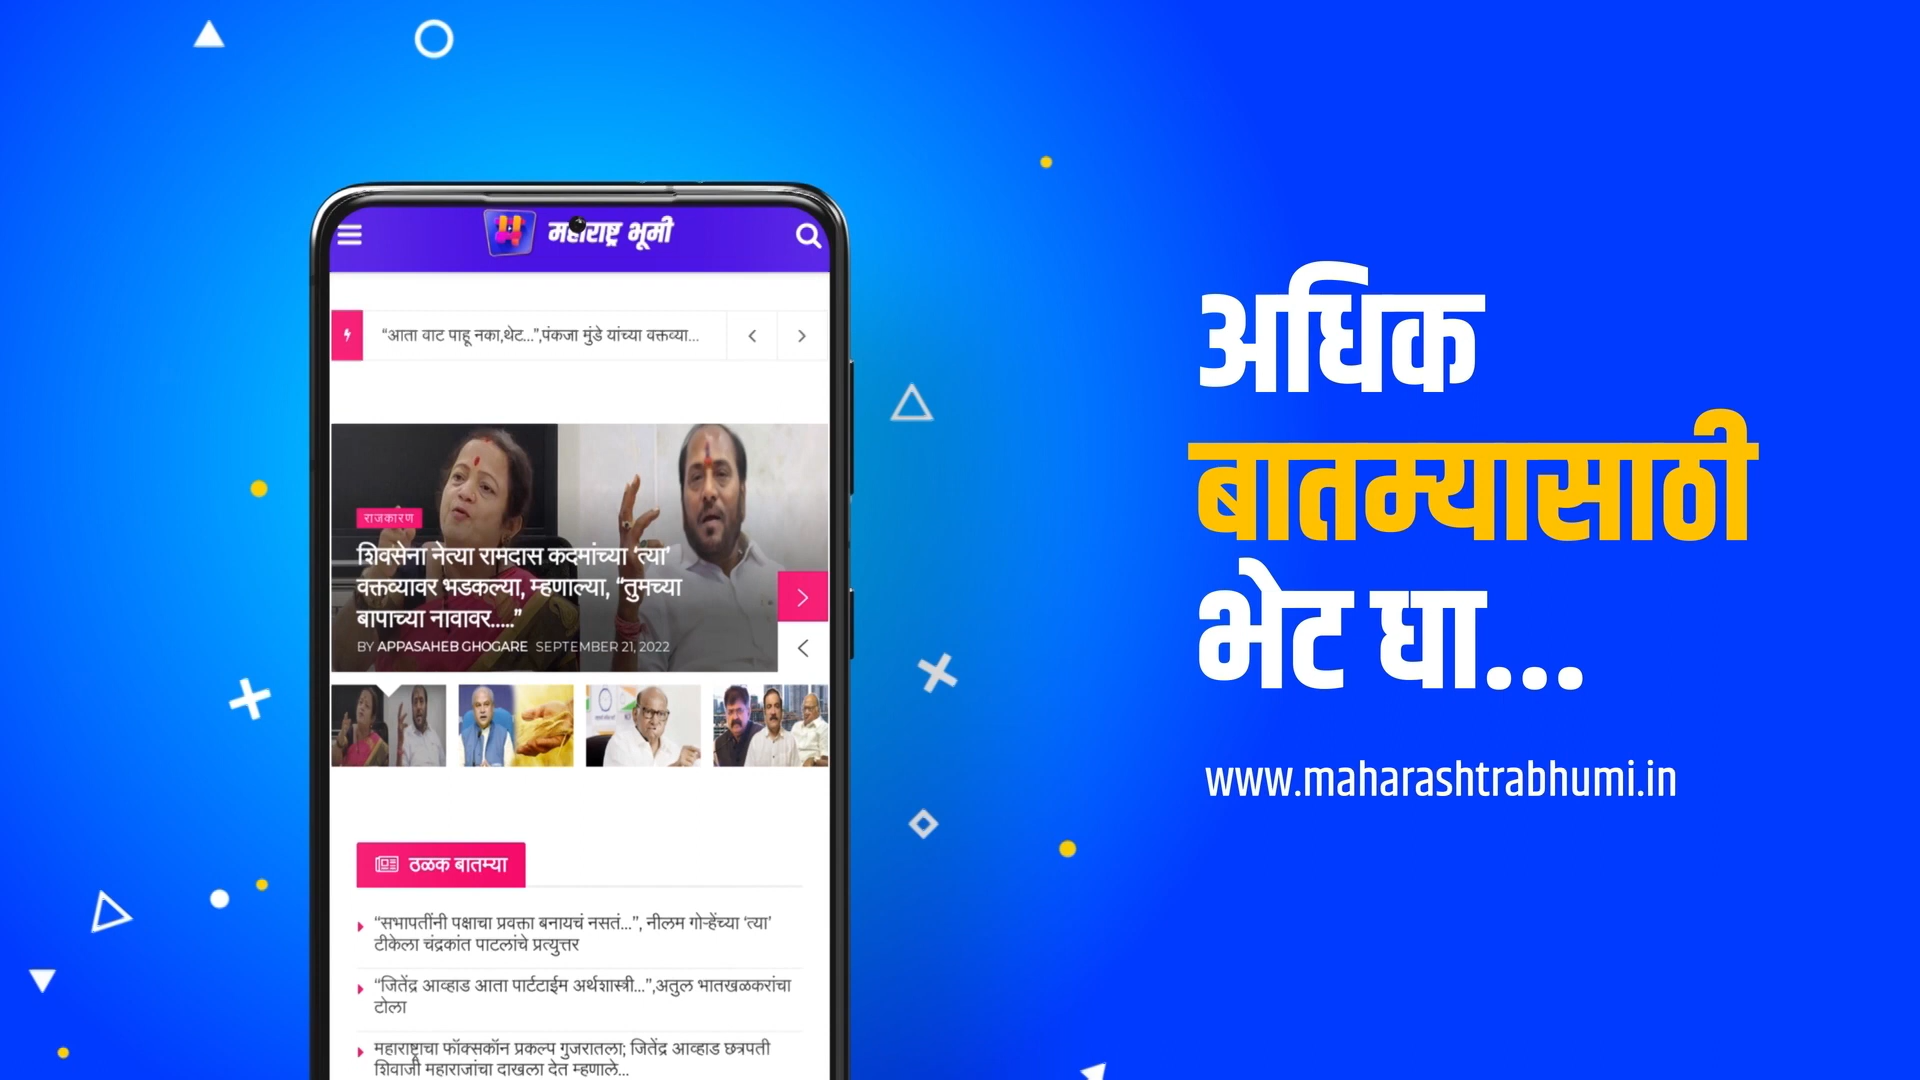 महाराष्ट्र भूमी
“आता वाट पाहू नका,थेट...”,पंकजा मुंडे यांच्या वक्तव्या...
राजकारण
शिवसेना नेत्या रामदास कदमांच्या ‘त्या’
वक्तव्यावर भडकल्या, म्हणाल्या, “तुमच्या
बापाच्या नावावर.....”
BY APPASAHEB GHOGARE SEPTEMBER 21, 2022
ठळक बातम्या
“सभापतींनी पक्षाचा प्रवक्ता बनायचं नसतं...”, नीलम गोऱ्हेंच्या ‘त्या’
टीकेला चंद्रकांत पाटलांचे प्रत्युत्तर
“जितेंद्र आव्हाड आता पार्टटाईम अर्थशास्त्री...”,अतुल भातखळकरांचा
टोला
महाराष्ट्राचा फॉक्सकॉन प्रकल्प गुजरातला; जितेंद्र आव्हाड छत्रपती
शिवाजी महाराजांचा दाखला देत म्हणाले...
अधिक
बातम्यासाठी
भेट घा...
www.maharashtrabhumi.in